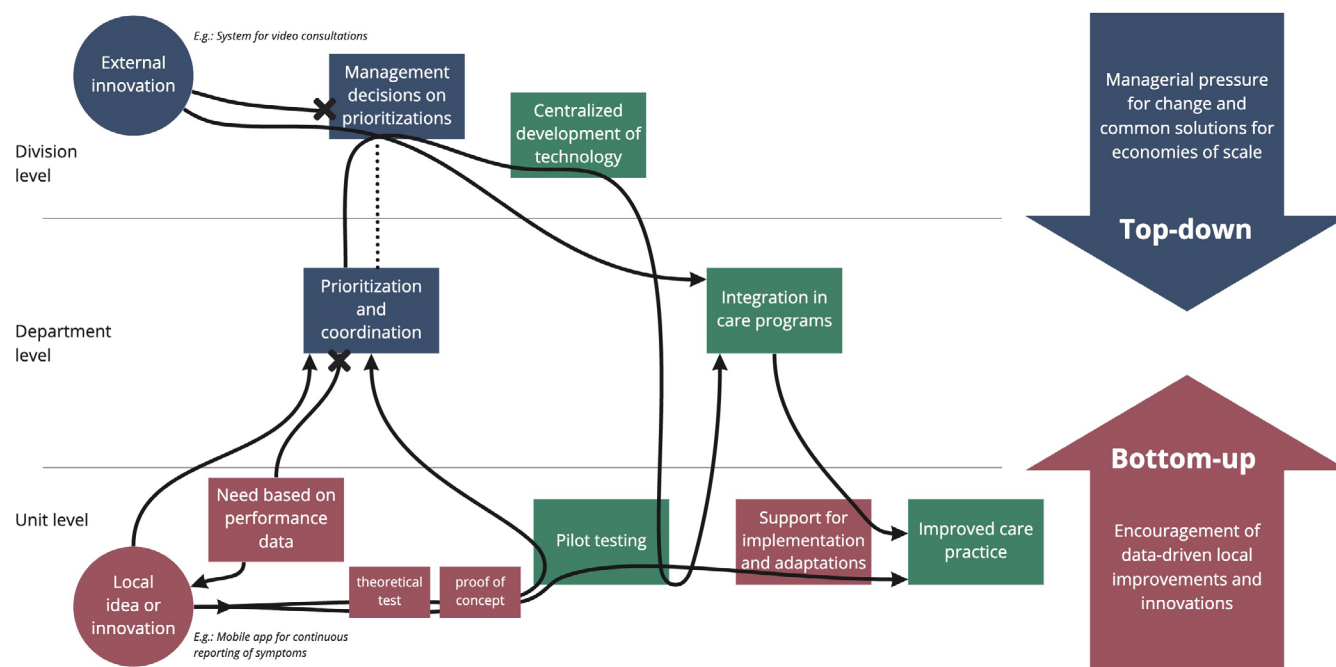 E.g.: System for video consultations
External
innovation
Management
decisions on
prioritizations
Centralized
development of
technology
Managerial pressure
for change and
common solutions for
economies of scale
Division
level
Top-down
Prioritization
and
coordination
Integration in
care programs
Department
level
Bottom-up
Need based on
performance
data
Unit level
Pilot testing
Support for
implementation
and adaptations
Improved care
practice
Encouragement of
data-driven local
improvements and
innovations
Local
idea or
innovation
theoretical
test
proof of
concept
E.g.: Mobile app for continuous
reporting of symptoms